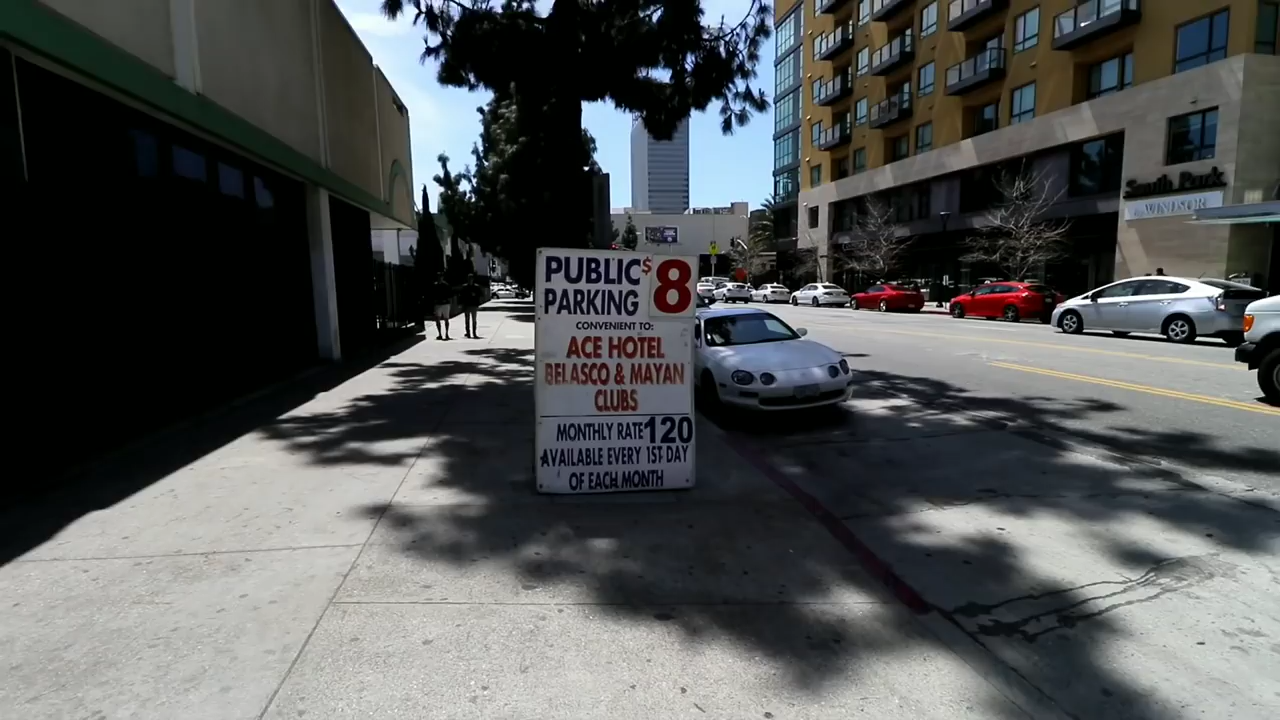 PUBLIC $8
PARKING
CONVENIENT TO:
ACE HOTEL
BELASCO & MAYAN
CLUBS
MONTHLY RATE 120
AVAILABLE EVERY 1ST DAY
OF EACH MONTH
South Park
WINDSOR